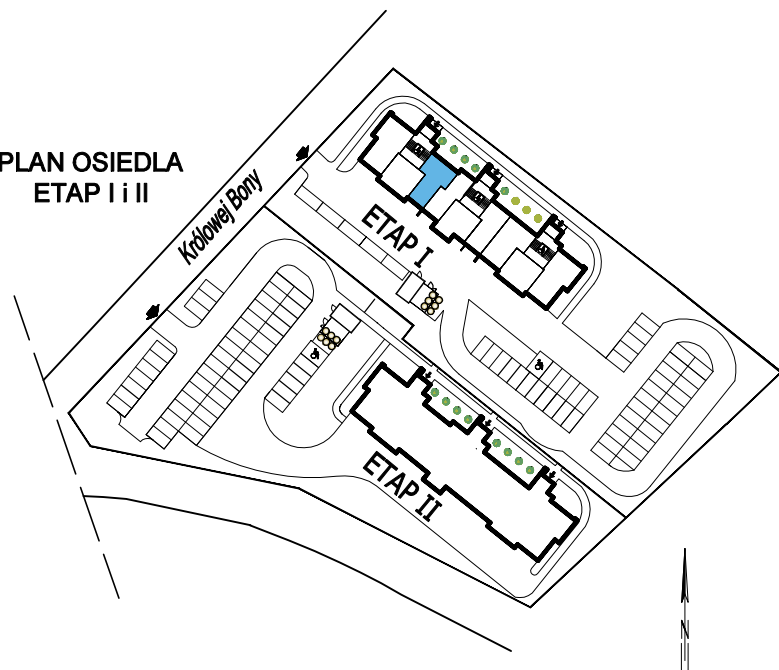 PLAN OSIEDLA
ETAP I i II
Królowej Bony
ETAP I
ETAP II
N